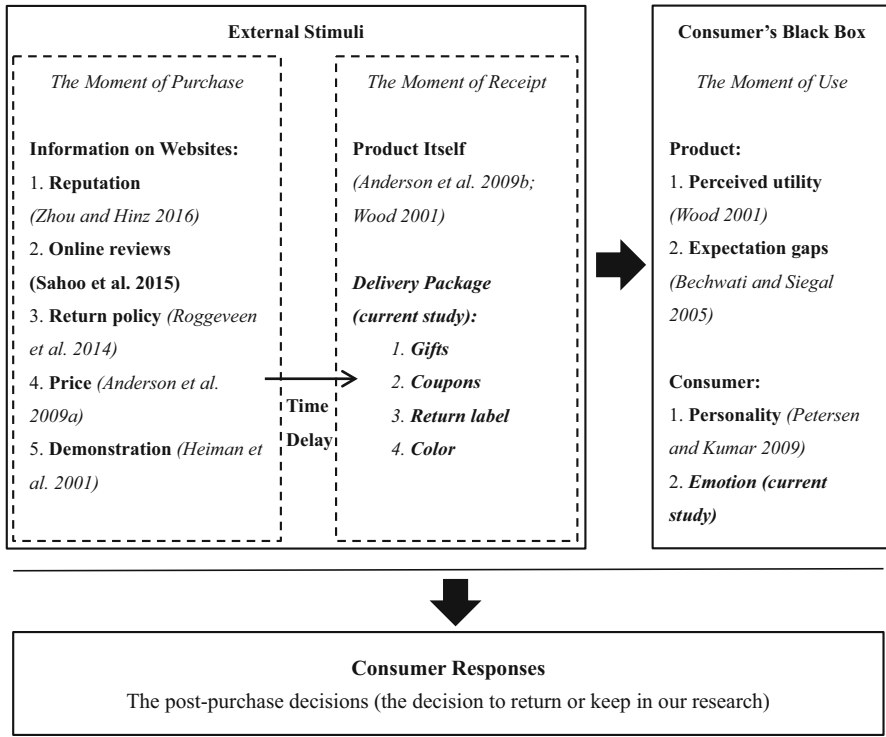 External Stimuli
The Moment of Purchase
Information on Websites:
1. Reputation
(Zhou and Hinz 2016)
2. Online reviews
(Sahoo et al. 2015)
3. Return policy (Roggeveen
et al. 2014)
4. Price (Anderson et al.
2009a)
5. Demonstration (Heiman et
al. 2001)
Time
Delay
The Moment of Receipt
Product Itself
(Anderson et al. 2009b;
Wood 2001)
Delivery Package
(current study):
1. Gifts
2. Coupons
3. Return label
4. Color
Consumer's Black Box
The Moment of Use
Product:
1. Perceived utility
(Wood 2001)
2. Expectation gaps
(Bechwati and Siegal
2005)
Consumer:
1. Personality (Petersen
and Kumar 2009)
2. Emotion (current
study)
Consumer Responses
The post-purchase decisions (the decision to return or keep in our research)